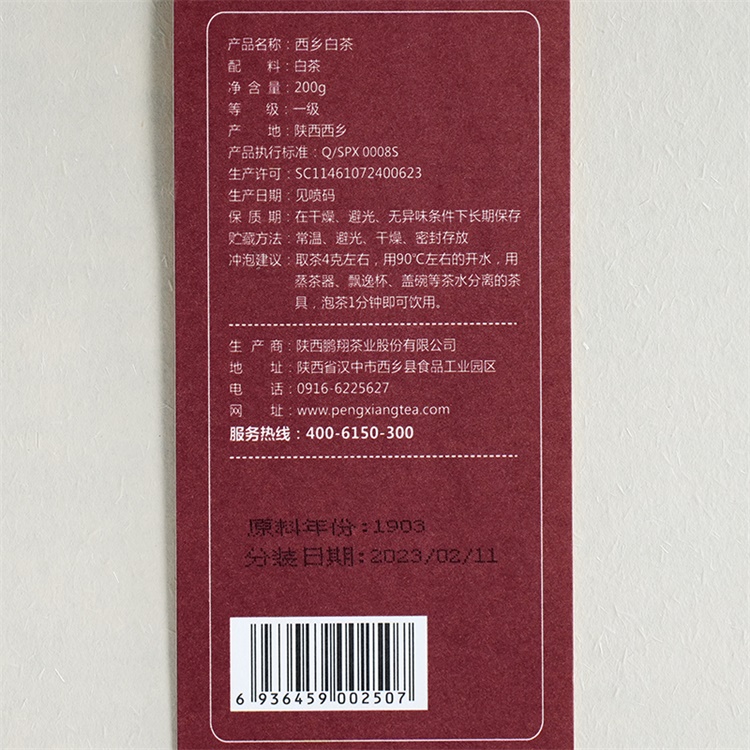 产品名称：西乡白茶
配 料：白茶
净 含 量：200g
等 级：一级
产 地：陕西西乡
产品执行标准：Q/SPX 0008S
生产许可：SC11461072400623
生产日期：见喷码
保 质 期：在干燥、避光、无异味条件下长期保存
贮藏方法：常温、避光、干燥、密封存放
冲泡建议：取茶4克左右，用90℃左右的开水，用
蒸茶器、飘逸杯、盖碗等茶水分离的茶
具，泡茶1分钟即可饮用。
生 产 商：陕西鹏翔茶业股份有限公司
地 址：陕西省汉中市西乡县食品工业园区
电 话：0916-6225627
网 址：www.pengxiangtea.com
服务热线：400-6150-300
原料年份:1903
分装日期:2023/02/11
6 936459 002507